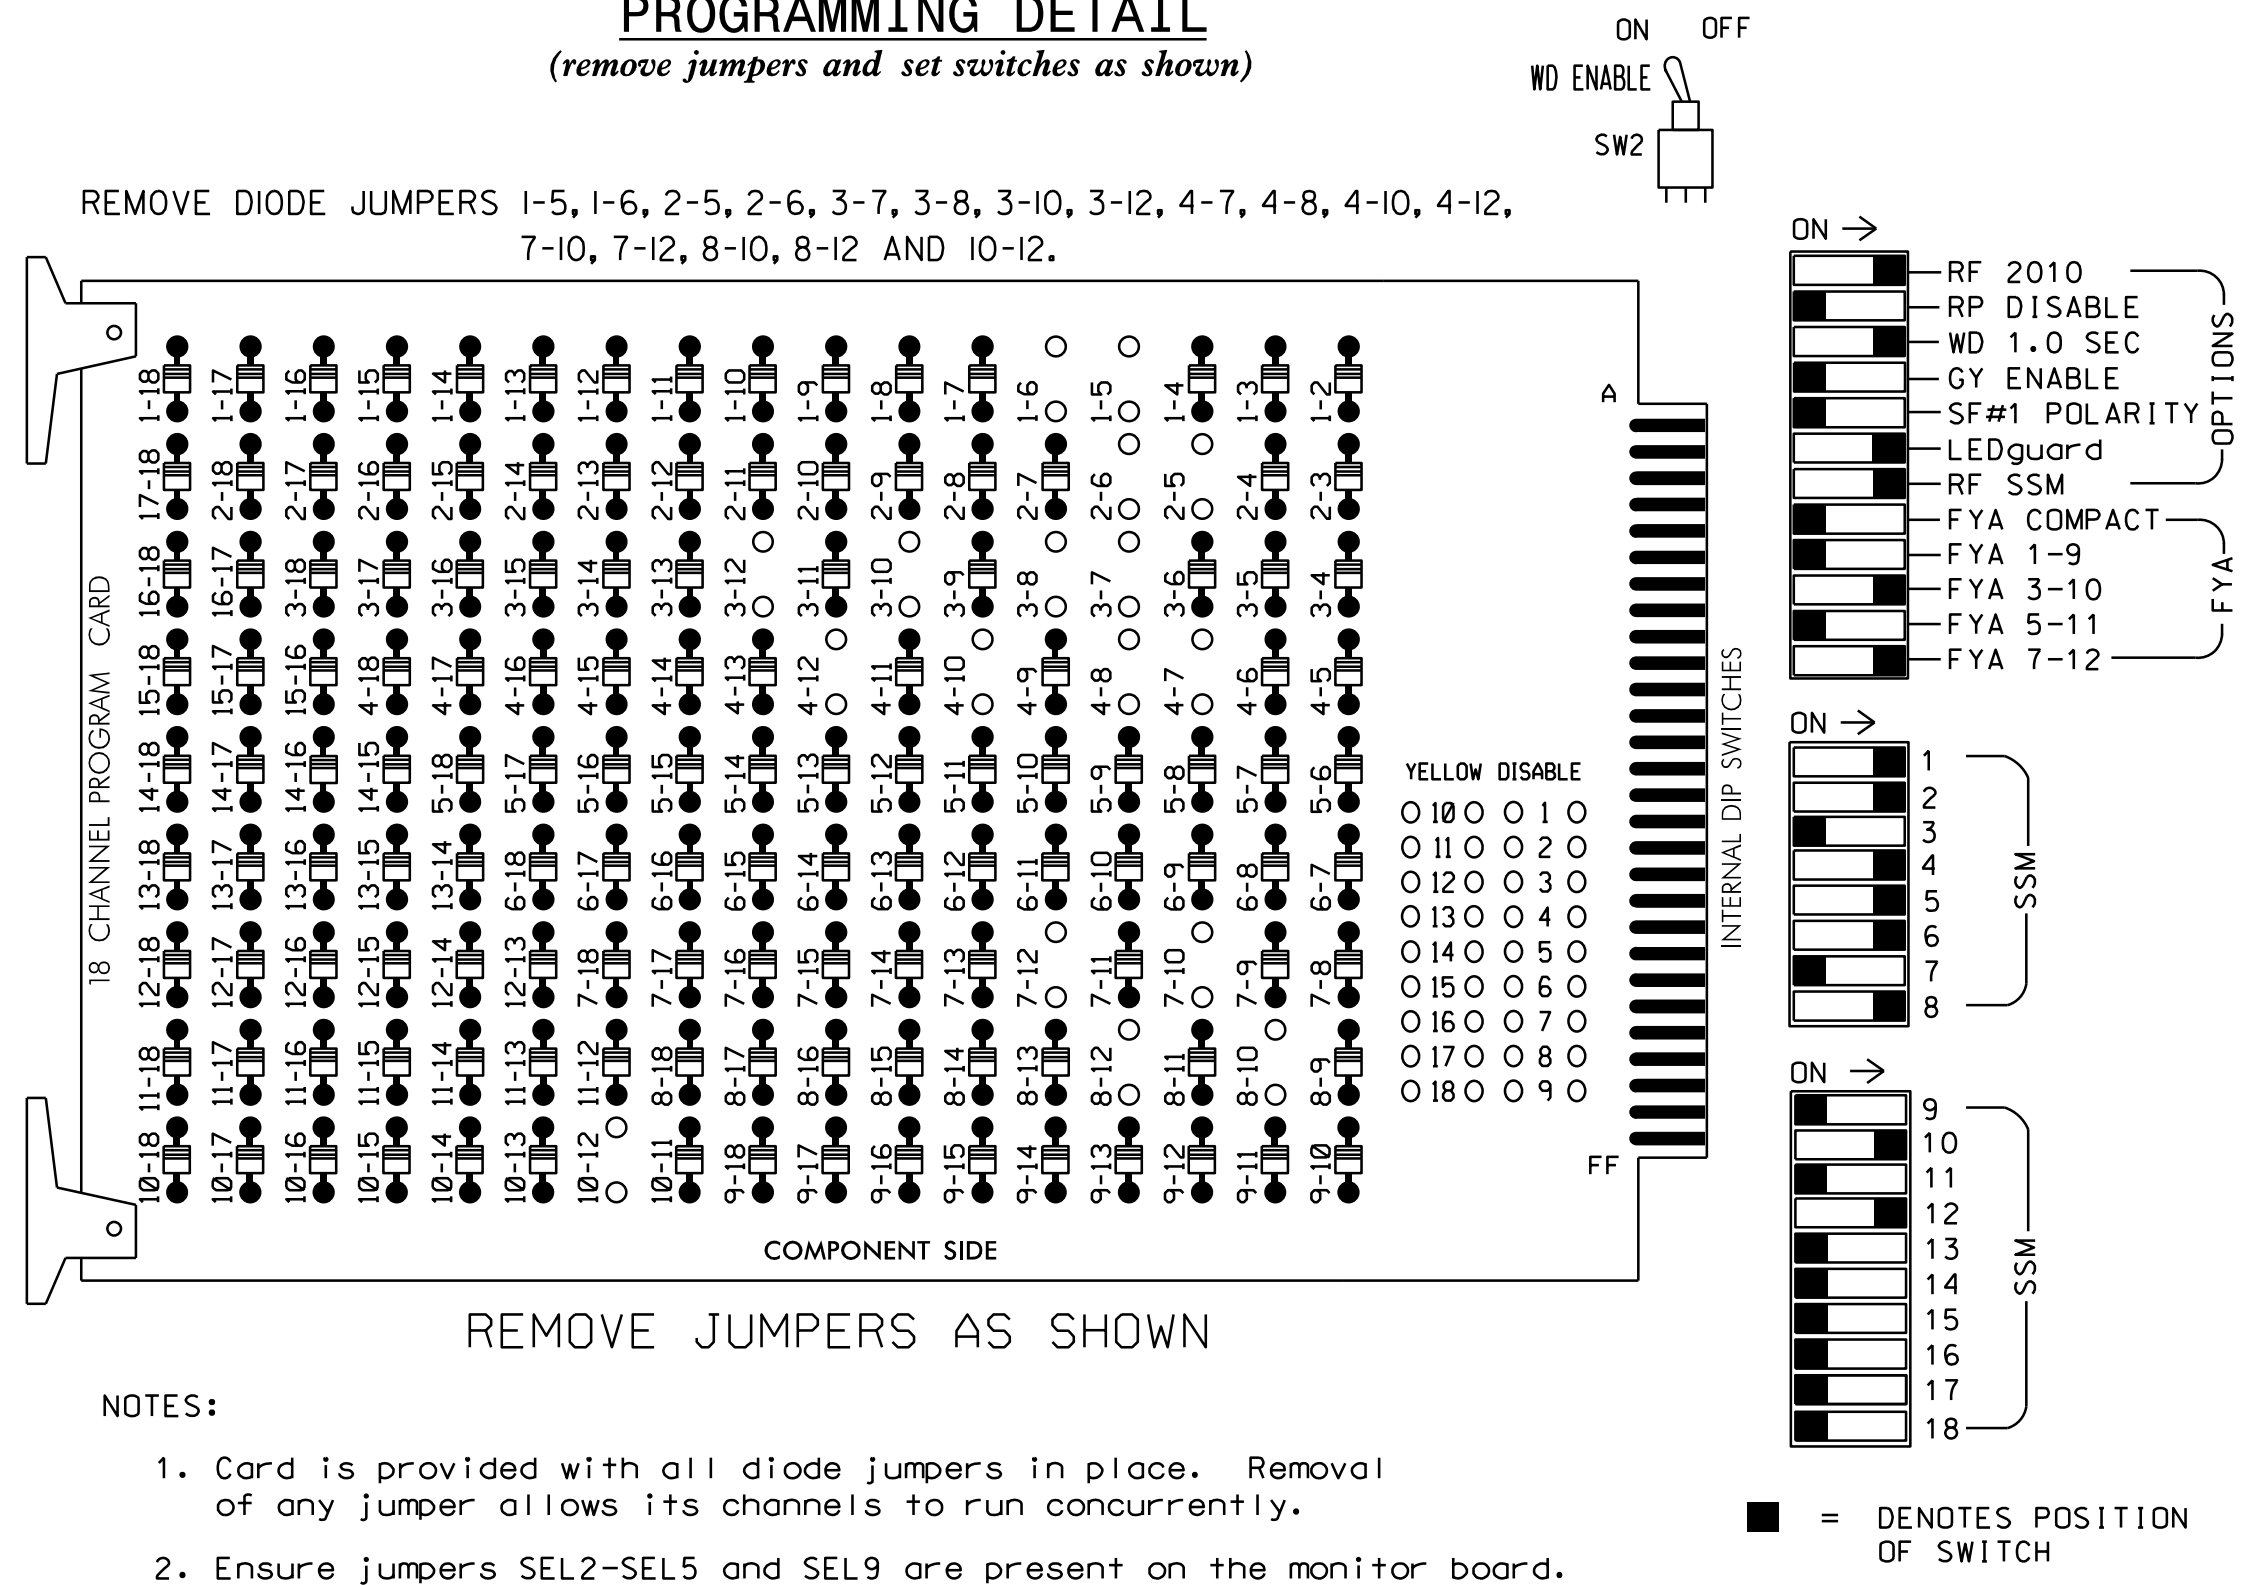 PROGRAMMING DETAIL
(remove jumpers and set switches as shown)
ON OFF
WD ENABLE
SW2
REMOVE DIODE JUMPERS 1-5, 1-6, 2-5, 2-6, 3-7, 3-8, 3-10, 3-12, 4-7, 4-8, 4-10, 4-12,
7-10, 7-12, 8-10, 8-12 AND 10-12.
18 CHANNEL PROGRAM CARD
1-18 1-17 1-16 1-15 1-14 1-13 1-12 1-11 1-10 1-9 1-8 1-7 1-6 1-5 1-4 1-3 1-2
17-18 2-18 2-17 2-16 2-15 2-14 2-13 2-12 2-11 2-10 2-9 2-8 2-7 2-6 2-5 2-4 2-3
16-18 16-17 3-18 3-17 3-16 3-15 3-14 3-13 3-12 3-11 3-10 3-9 3-8 3-7 3-6 3-5 3-4
15-18 15-17 15-16 4-18 4-17 4-16 4-15 4-14 4-13 4-12 4-11 4-10 4-9 4-8 4-7 4-6 4-5
14-18 14-17 14-16 14-15 5-18 5-17 5-16 5-15 5-14 5-13 5-12 5-11 5-10 5-9 5-8 5-7 5-6
13-18 13-17 13-16 13-15 13-14 6-18 6-17 6-16 6-15 6-14 6-13 6-12 6-11 6-10 6-9 6-8 6-7
12-18 12-17 12-16 12-15 12-14 12-13 7-18 7-17 7-16 7-15 7-14 7-13 7-12 7-11 7-10 7-9 7-8
11-18 11-17 11-16 11-15 11-14 11-13 11-12 8-18 8-17 8-16 8-15 8-14 8-13 8-12 8-11 8-10 8-9
10-18 10-17 10-16 10-15 10-14 10-13 10-12 10-11 9-18 9-17 9-16 9-15 9-14 9-13 9-12 9-11 9-10
A
YELLOW DISABLE
10 1
11 2
12 3
13 4
14 5
15 6
16 7
17 8
18 9
FF
COMPONENT SIDE
INTERNAL DIP SWITCHES
ON
RF 2010
RP DISABLE
WD 1.0 SEC
GY ENABLE
SF#1 POLARITY
LEDguard
RF SSM
OPTIONS
FYA COMPACT
FYA 1-9
FYA 3-10
FYA 5-11
FYA 7-12
FYA
ON
1
2
3
4
5
6
7
8
SSM
ON
9
10
11
12
13
14
15
16
17
18
SSM
= DENOTES POSITION
OF SWITCH
REMOVE JUMPERS AS SHOWN
NOTES:
1. Card is provided with all diode jumpers in place. Removal
of any jumper allows its channels to run concurrently.
2. Ensure jumpers SEL2-SEL5 and SEL9 are present on the monitor board.